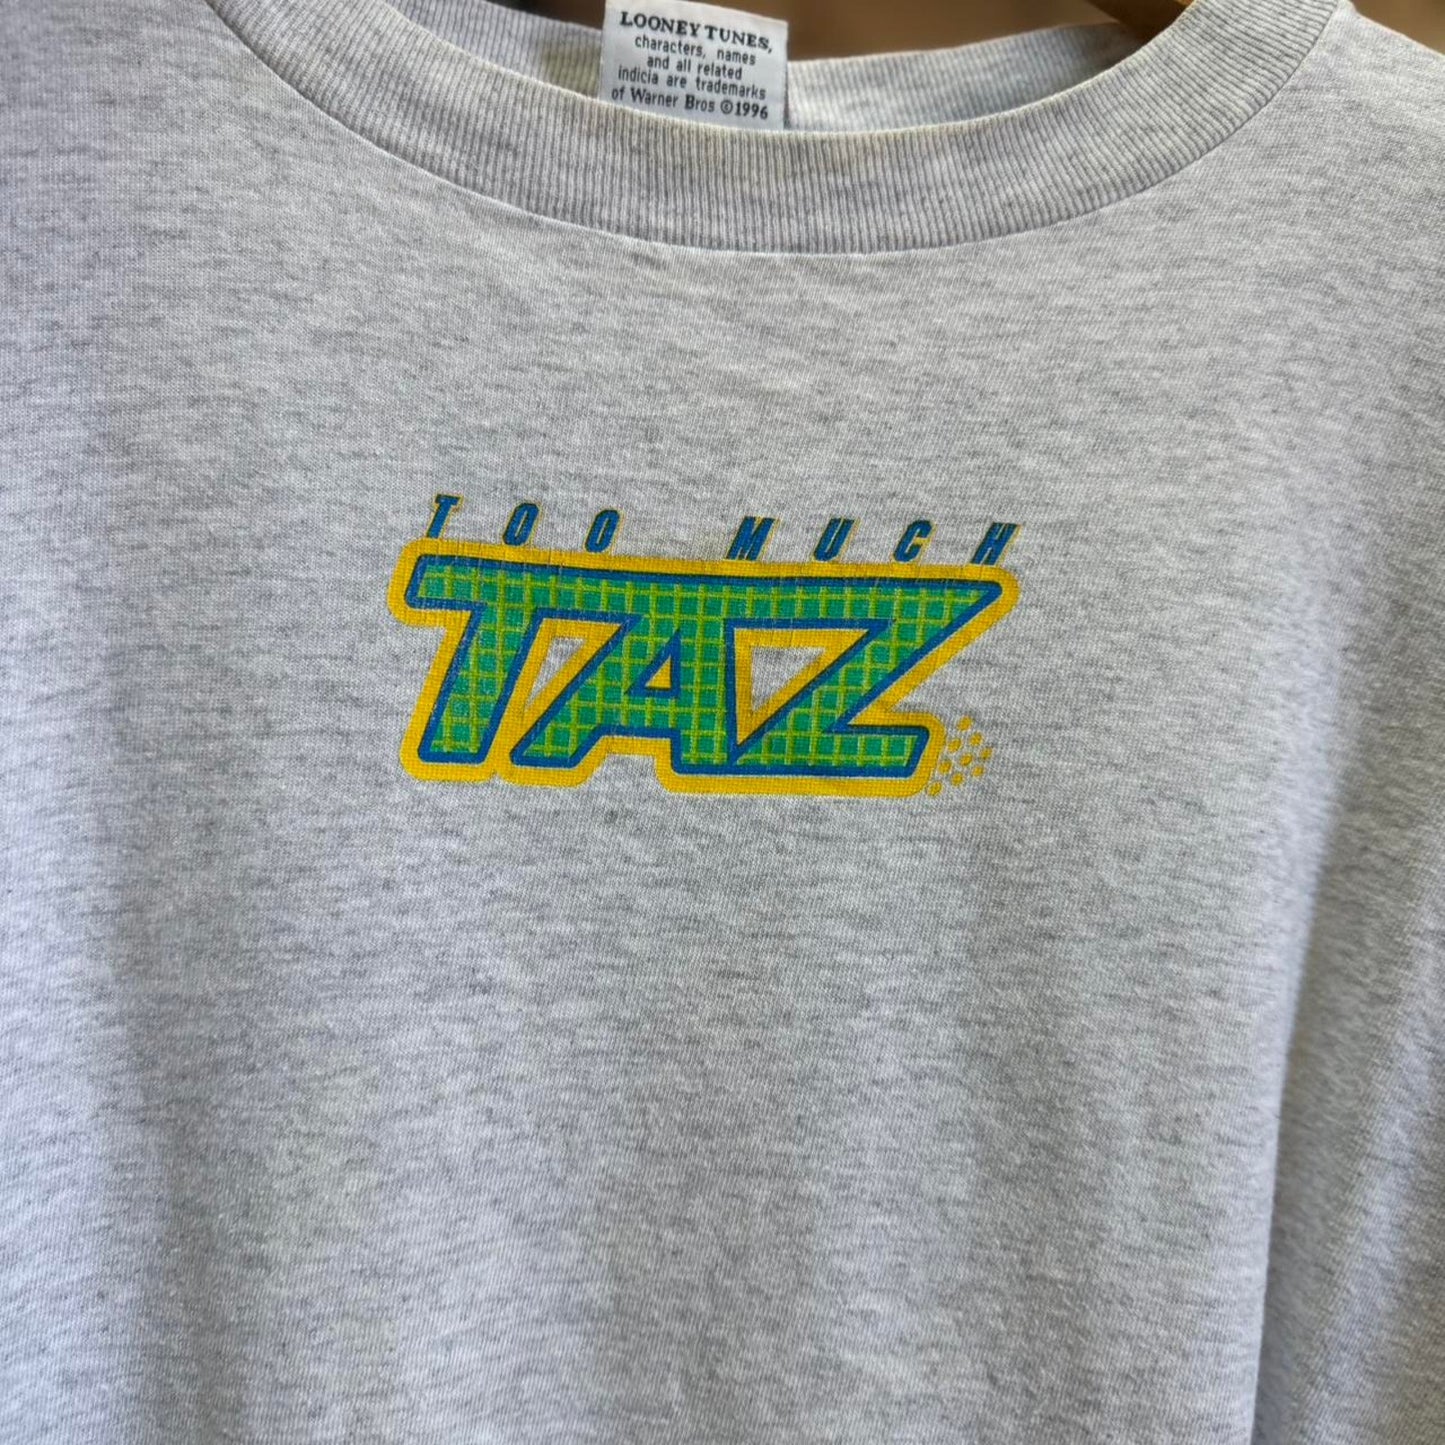 LOONEY TUNES,
characters, names
and all related
indicia are trademarks
of Warner Bros ©1996
TOO MUCH
TAZ